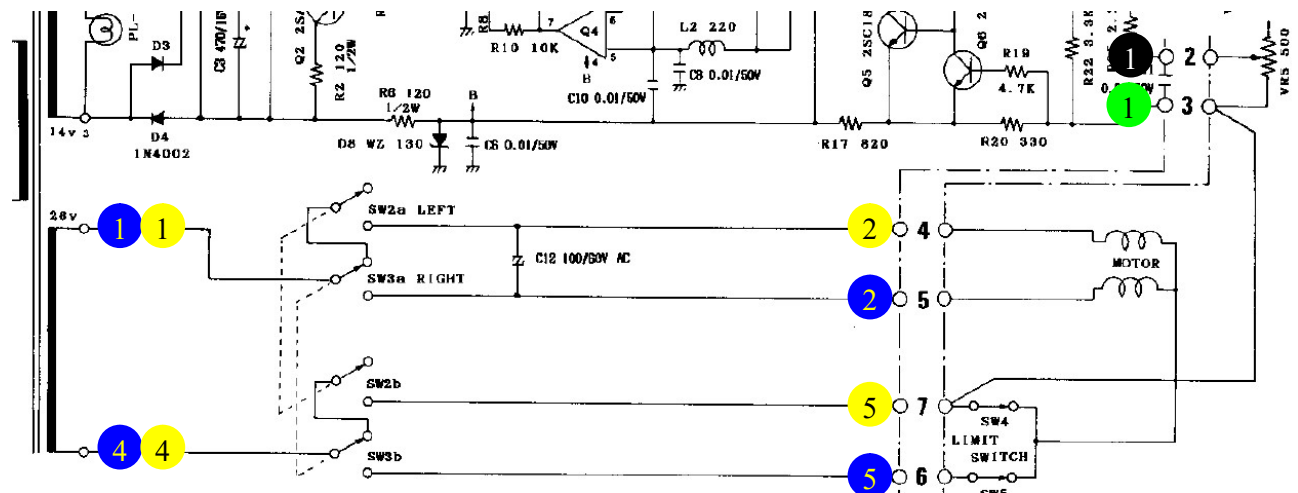 PL-
D3
C3 470/16
Q2 2SA
R2 120
1/2W
R8
R10 10K
7
Q4
6
5
4
B
L2 220
C8 0.01/50V
C10 0.01/50V
Q5 2SC18
Q6 2
R19
4.7K
R22 3.3K
1
2
VR5 500
14v 3
D4
1N4002
R6 120
1/2W
B
D8 WZ 130
C6 0.01/50V
R17 820
R20 330
1
3
26v
1
1
SW2a LEFT
2
4
C12 100/50V AC
MOTOR
SW3a RIGHT
2
5
SW2b
5
7
SW4
LIMIT
SWITCH
4
4
SW3b
5
6
SW5